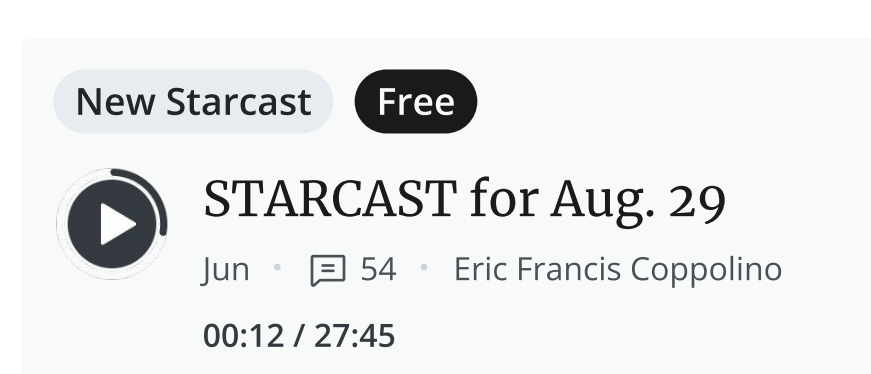 New Starcast Free
STARCAST for Aug. 29
Jun • 54 • Eric Francis Coppolino
00:12 / 27:45